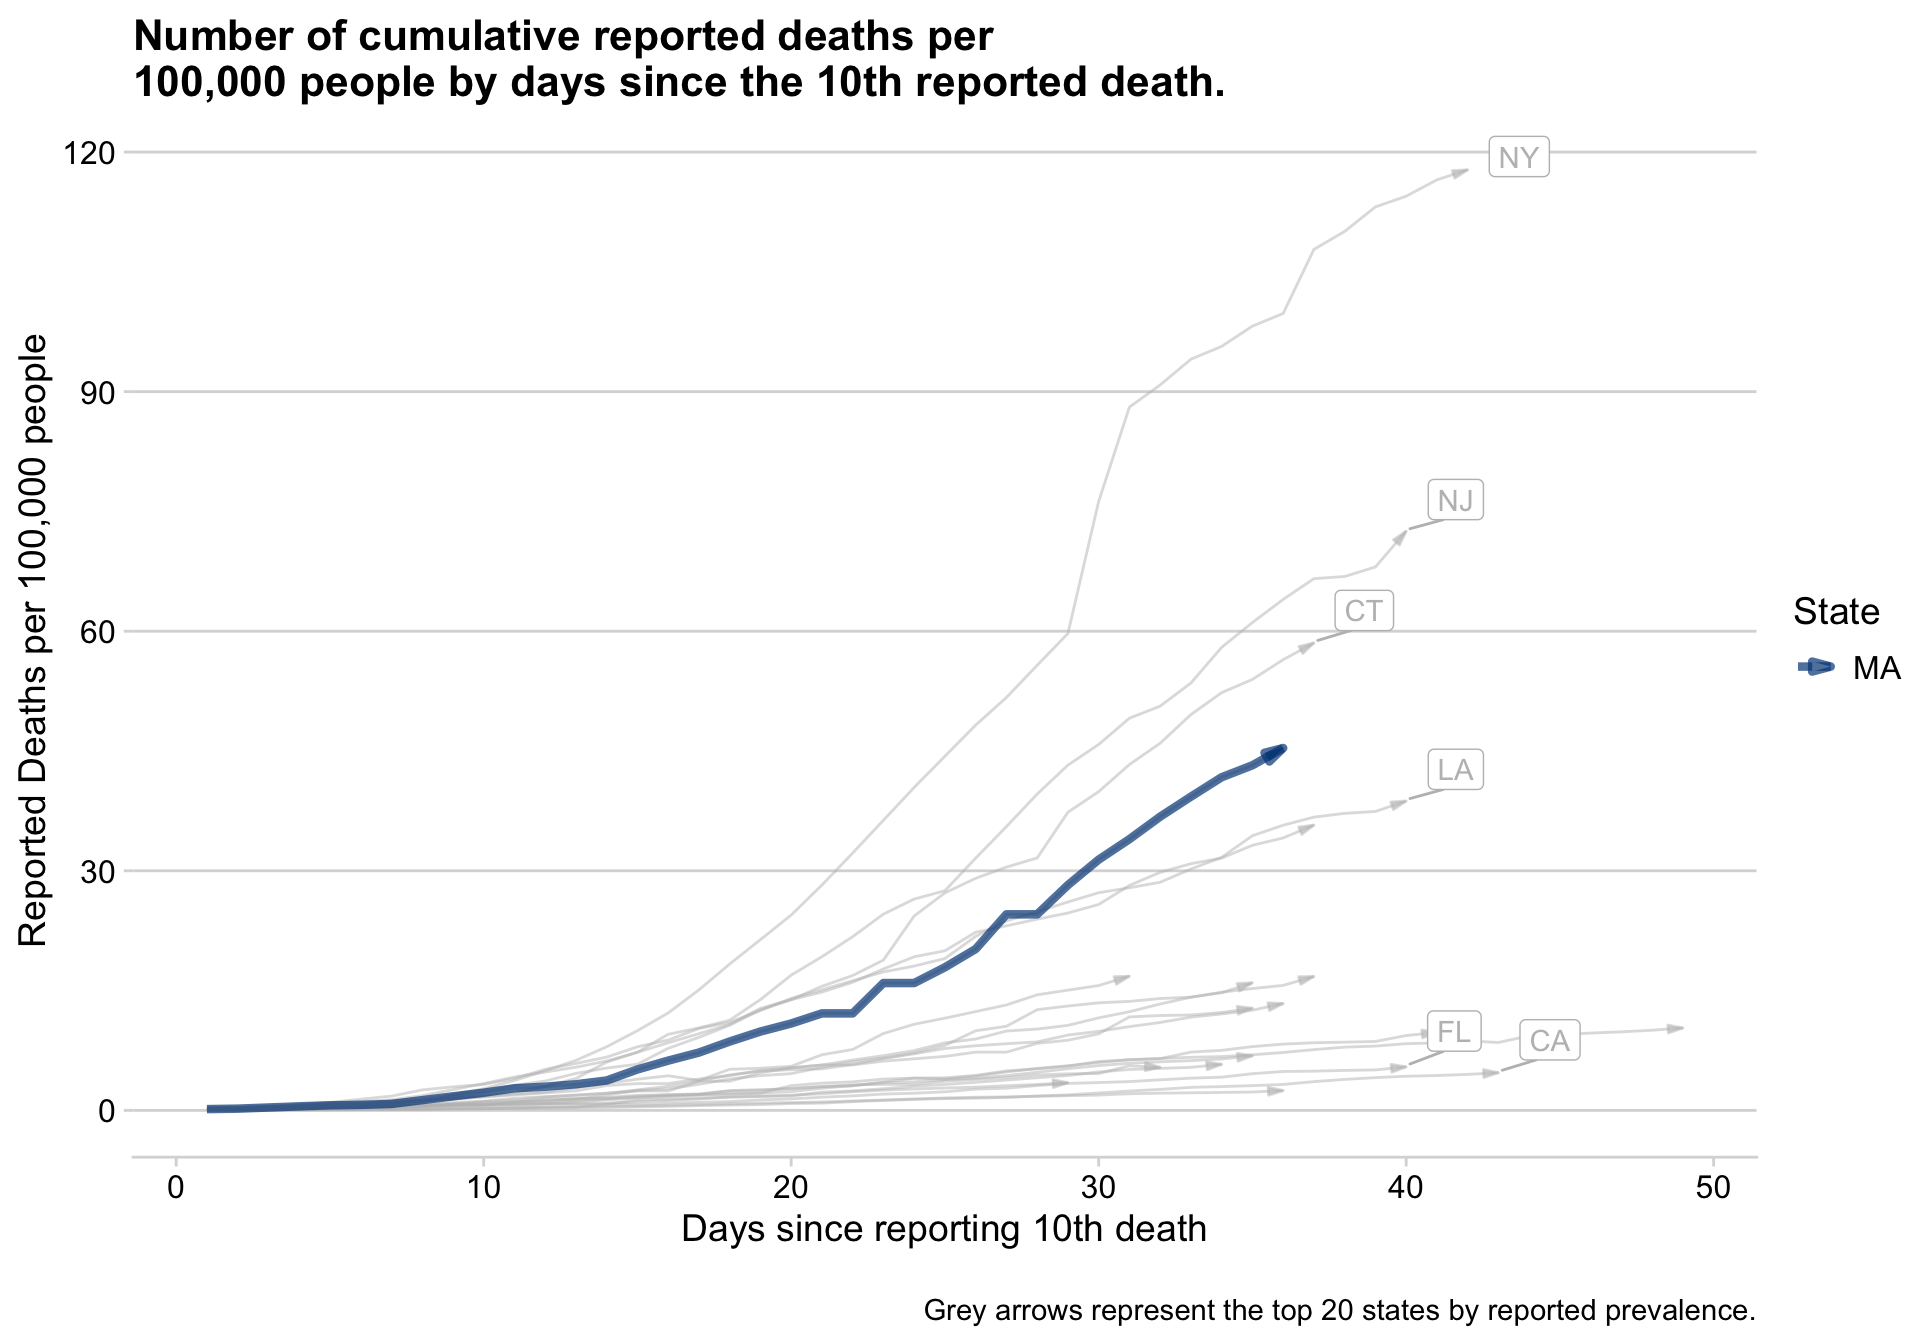 Number of cumulative reported deaths per
100,000 people by days since the 10th reported death.
120
90
60
30
0
Reported Deaths per 100,000 people
NY
NJ
CT
LA
FL
CA
State
MA
0 10 20 30 40 50
Days since reporting 10th death
Grey arrows represent the top 20 states by reported prevalence.